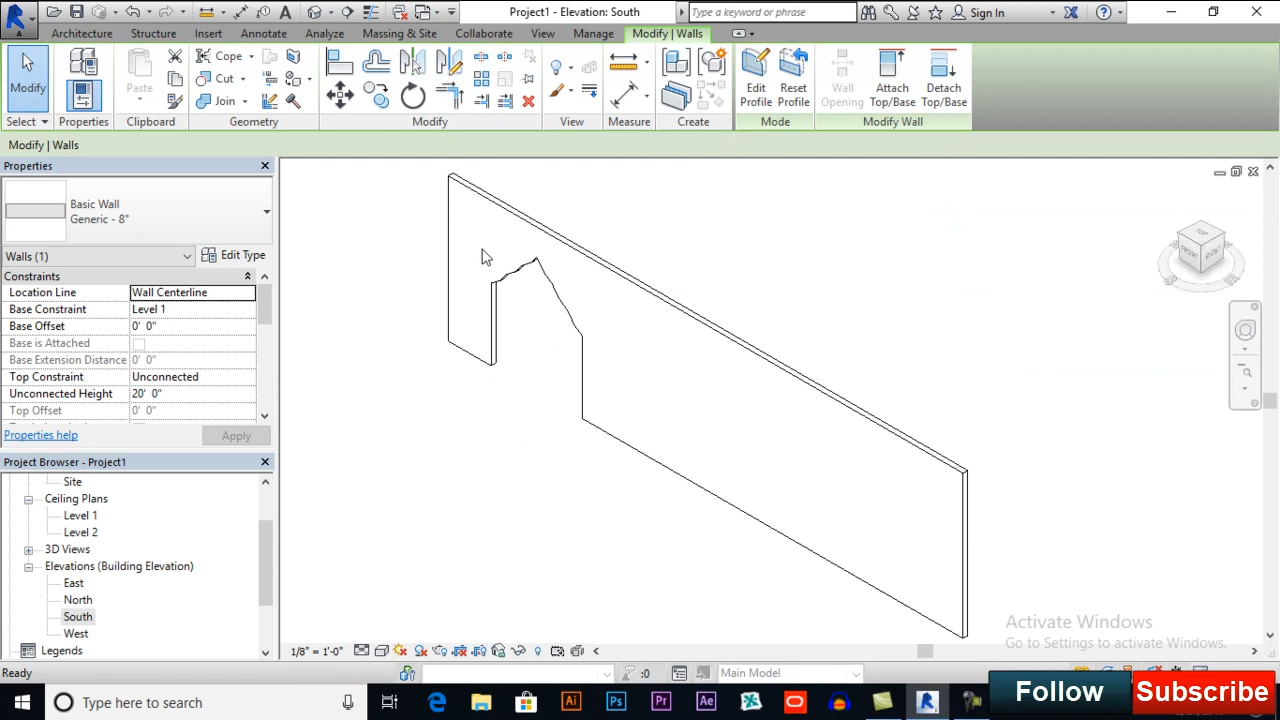 Project1 - Elevation: South
Type a keyword or phrase
Sign In
Architecture Structure Insert Annotate Analyze Massing & Site Collaborate View Manage Modify | Walls
Modify
Select
Properties
Paste
Clipboard
Cope
Cut
Join
Geometry
Modify
View
Measure
Create
Edit Profile
Reset Profile
Mode
Wall Opening
Attach Top/Base
Detach Top/Base
Modify Wall
Modify | Walls
Properties
Basic Wall
Generic - 8"
Walls (1)
Edit Type
Constraints
Location Line Wall Centerline
Base Constraint Level 1
Base Offset 0' 0"
Base is Attached
Base Extension Distance 0' 0"
Top Constraint Unconnected
Unconnected Height 20' 0"
Top Offset 0' 0"
Properties help
Apply
Project Browser - Project1
Site
Ceiling Plans
Level 1
Level 2
3D Views
Elevations (Building Elevation)
East
North
South
West
Legends
TOP
FRONT
RIGHT
Activate Windows
Go to Settings to activate Windows.
1/8" = 1'-0"
Ready
:0
Main Model
Follow
Subscribe
Type here to search
Ai
Ps
Pr
Ae